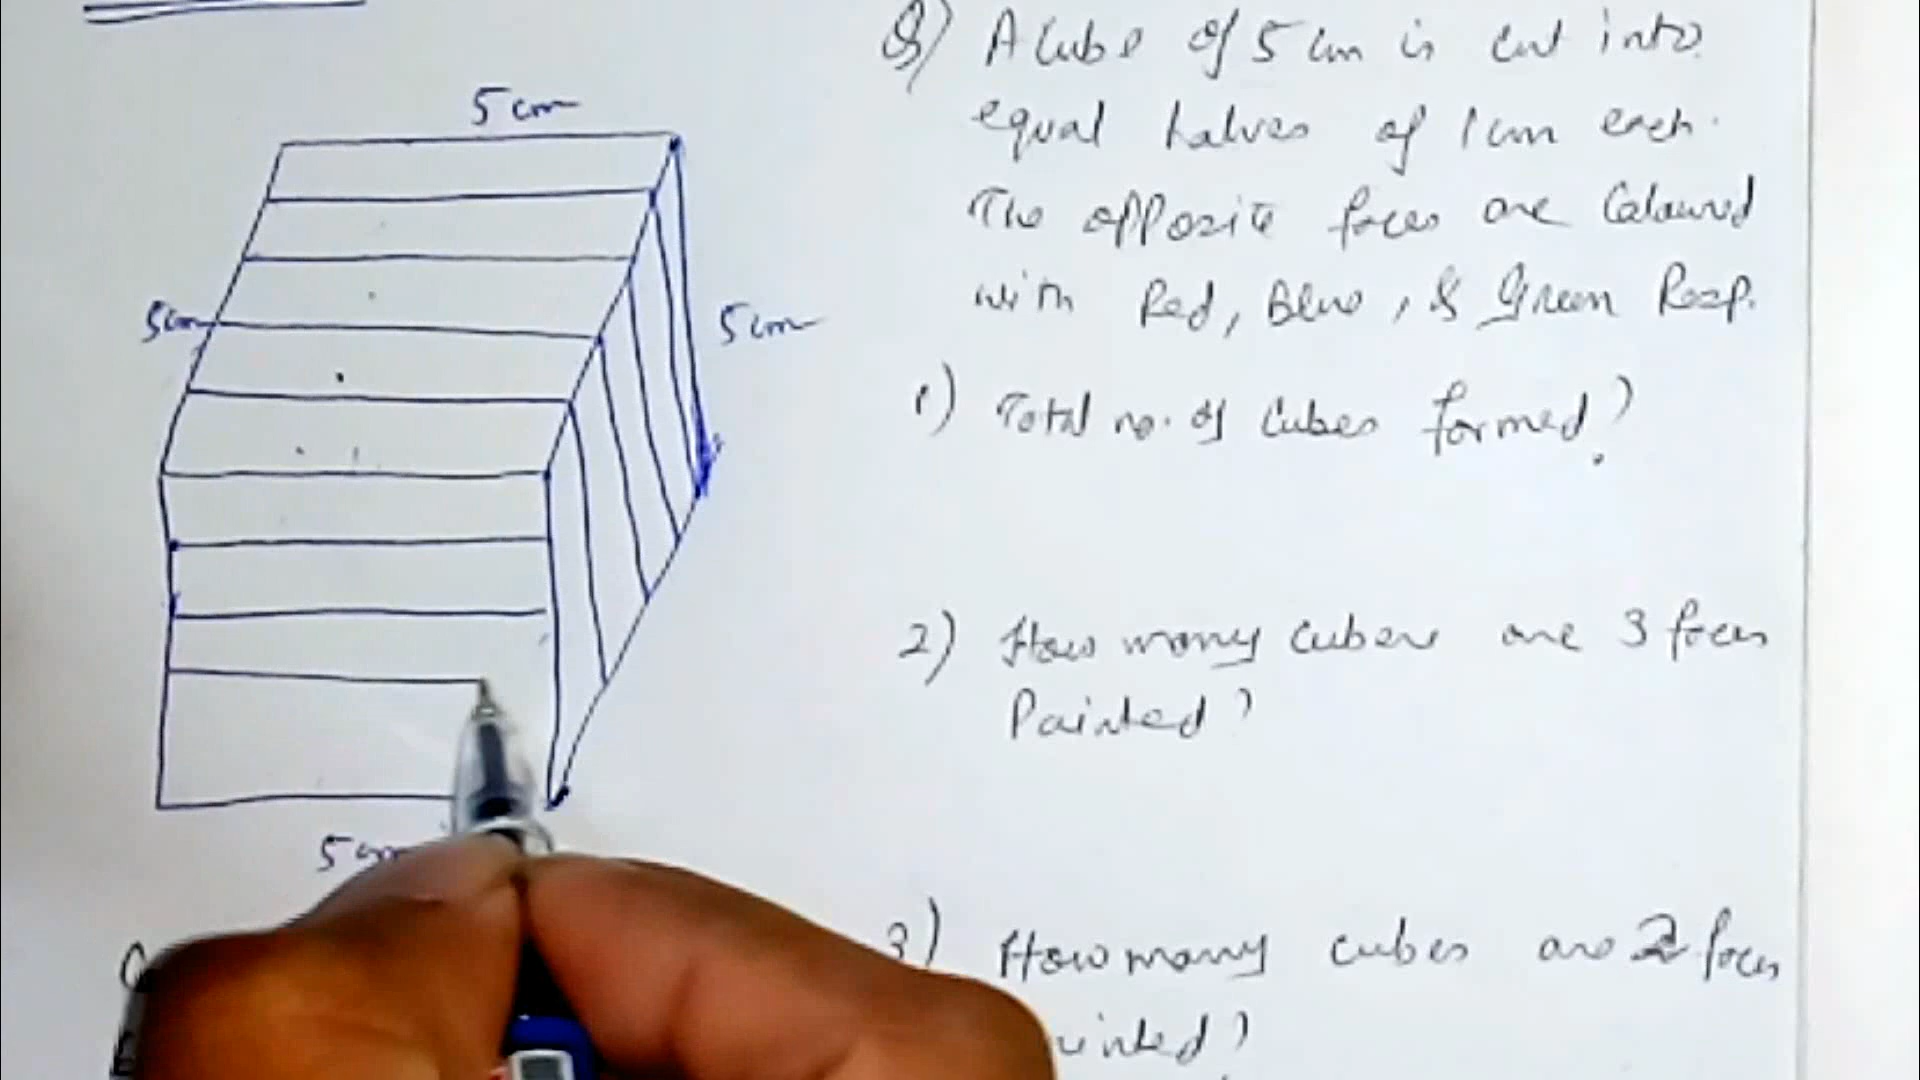 5cm
5cm
5cm
5cm
Q) A Cube of 5 cm is cut into
equal halves of 1cm each.
The opposite faces are Coloured
with Red, Blue, & Green Resp.
1) Total no. of Cubes formed?
2) How many cubes are 3 faces
Painted?
3) How many cubes are 2 faces